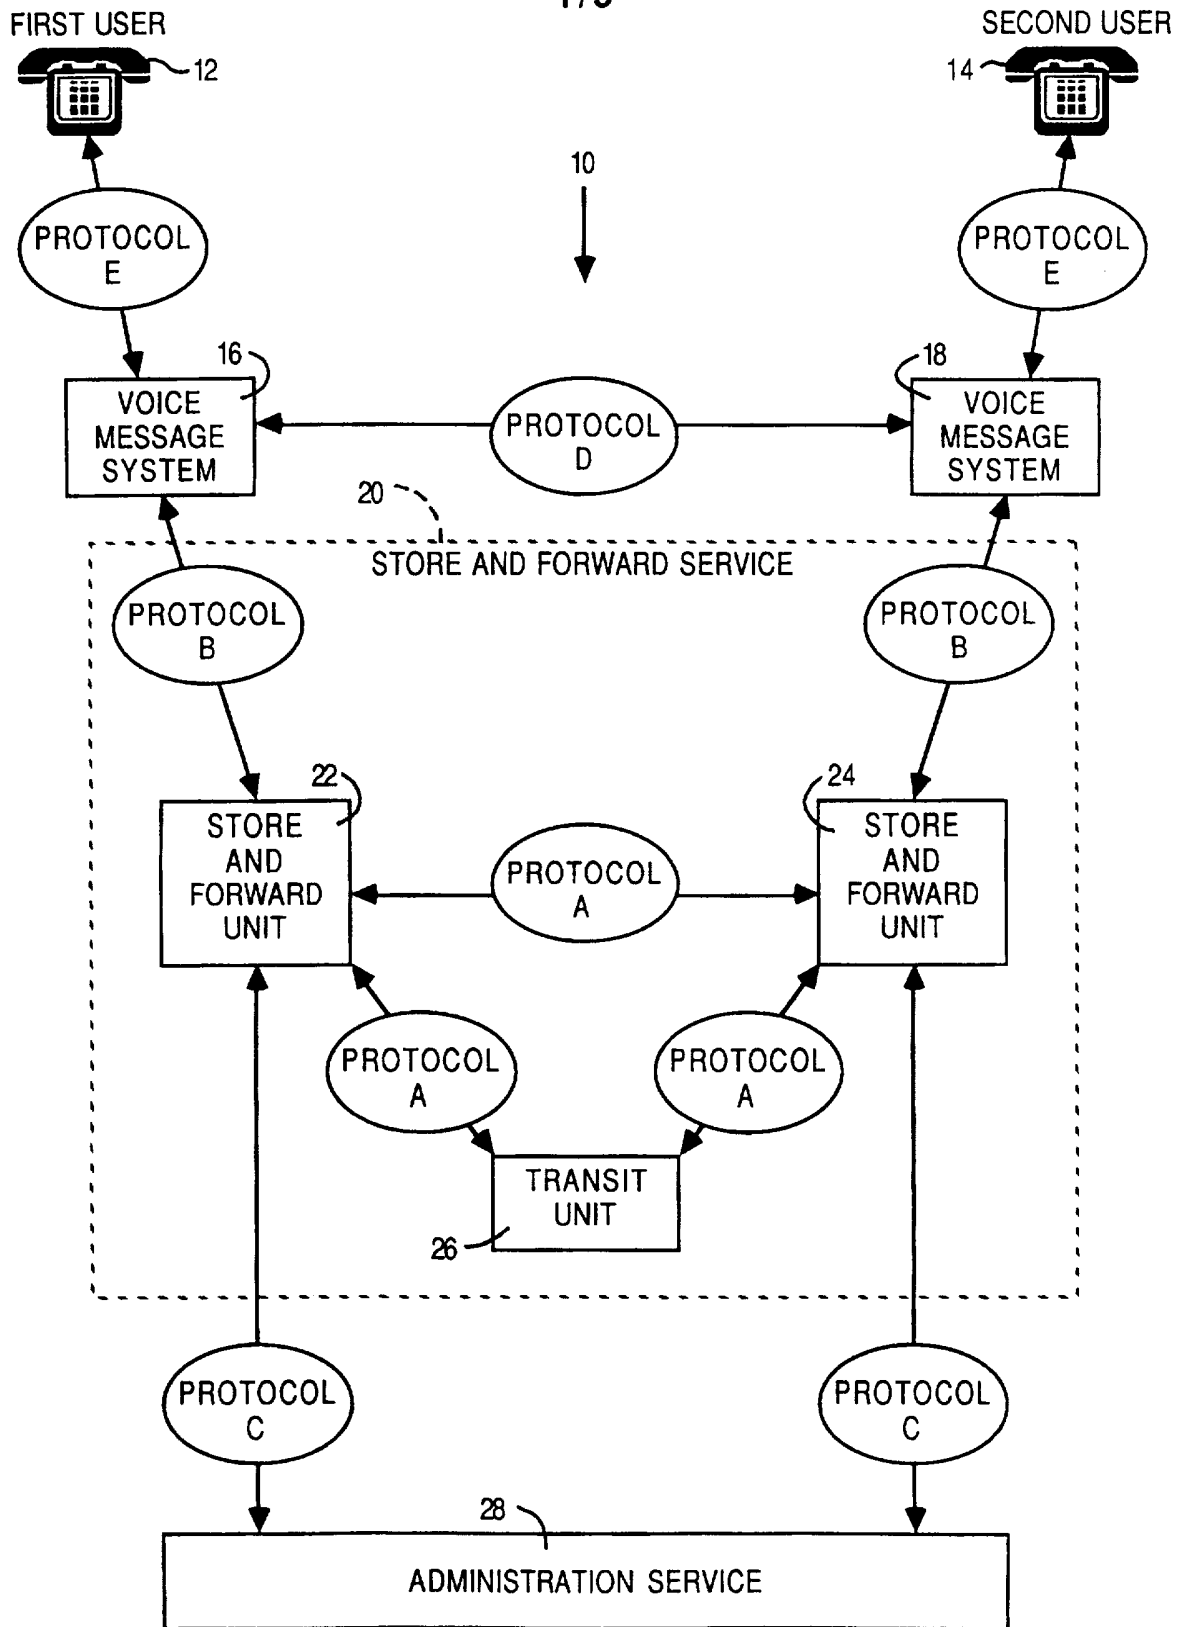 FIRST USER
SECOND USER
12
14
10
PROTOCOL
E
PROTOCOL
E
16
18
VOICE
MESSAGE
SYSTEM
PROTOCOL
D
VOICE
MESSAGE
SYSTEM
20
STORE AND FORWARD SERVICE
PROTOCOL
B
PROTOCOL
B
22
24
STORE
AND
FORWARD
UNIT
PROTOCOL
A
STORE
AND
FORWARD
UNIT
PROTOCOL
A
PROTOCOL
A
TRANSIT
UNIT
26
PROTOCOL
C
PROTOCOL
C
28
ADMINISTRATION SERVICE